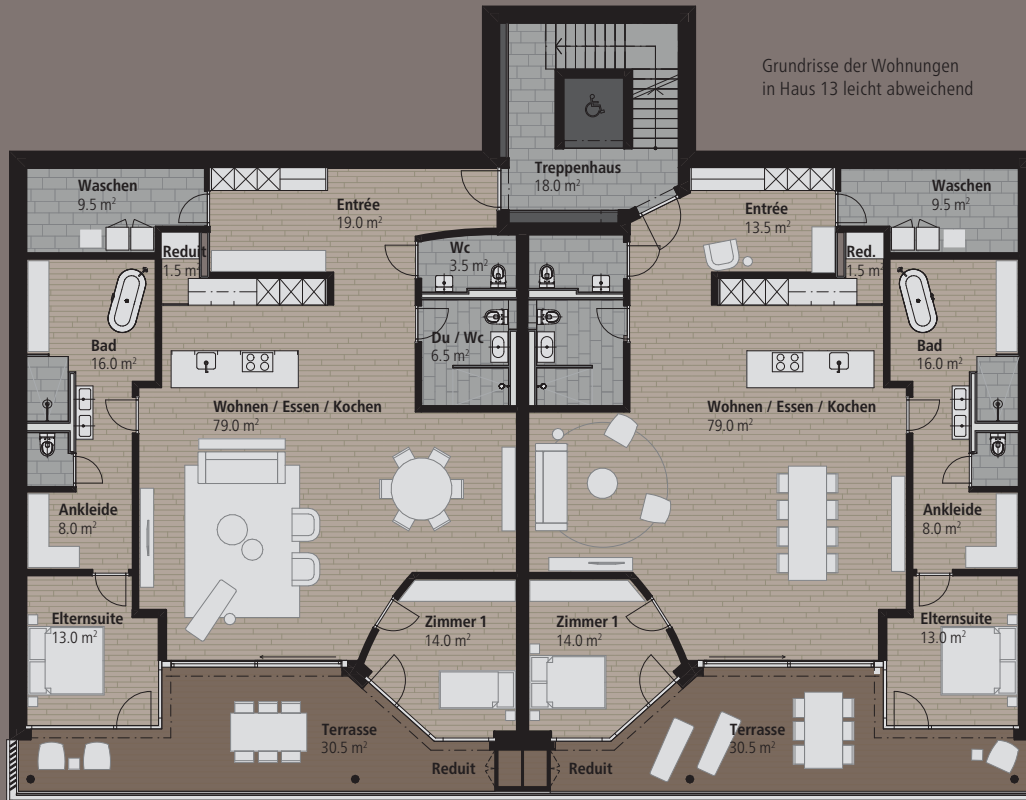 Grundrisse der Wohnungen
in Haus 13 leicht abweichend
Treppenhaus
18.0 m²
Waschen
9.5 m²
Entrée
19.0 m²
Entrée
13.5 m²
Waschen
9.5 m²
Reduit
1.5 m²
Wc
3.5 m²
Red.
1.5 m²
Bad
16.0 m²
Du / Wc
6.5 m²
Bad
16.0 m²
Wohnen / Essen / Kochen
79.0 m²
Wohnen / Essen / Kochen
79.0 m²
Ankleide
8.0 m²
Ankleide
8.0 m²
Elternsuite
13.0 m²
Zimmer 1
14.0 m²
Zimmer 1
14.0 m²
Elternsuite
13.0 m²
Terrasse
30.5 m²
Terrasse
30.5 m²
Reduit
Reduit